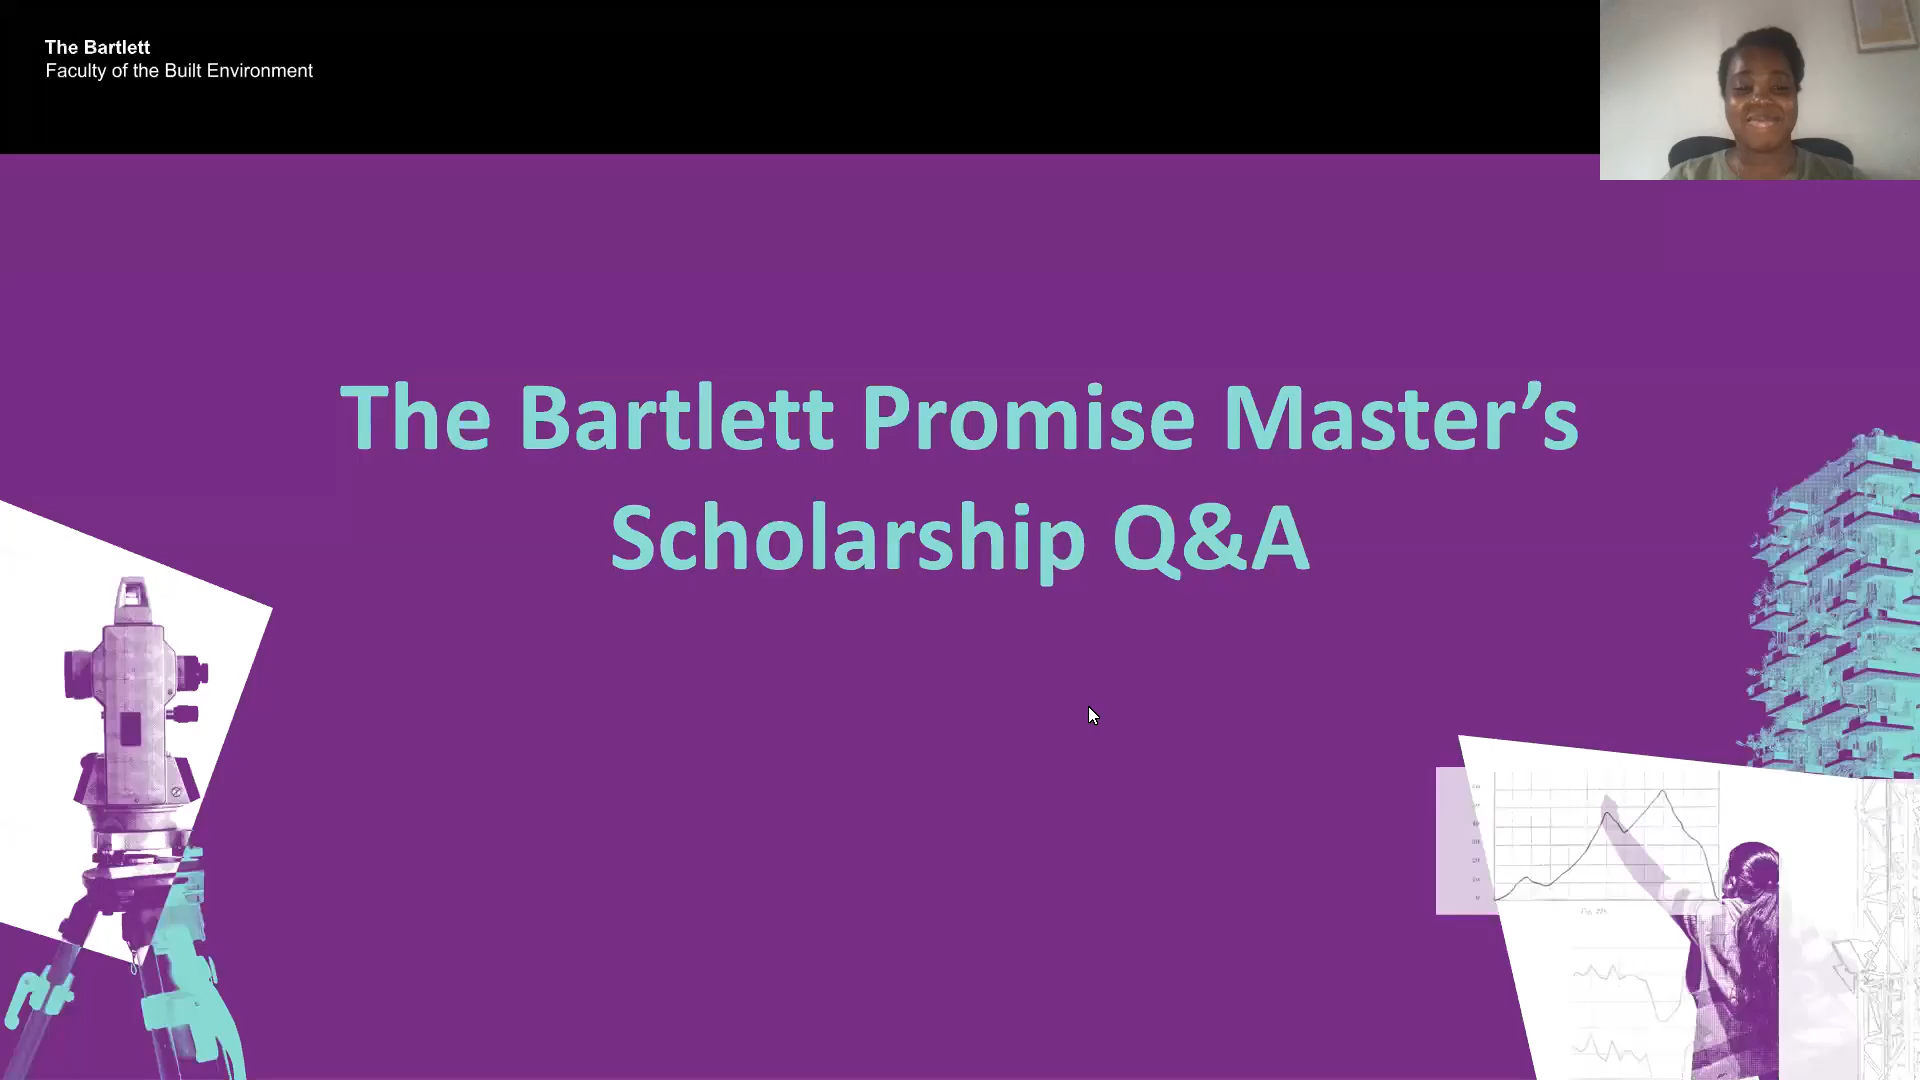 The Bartlett
Faculty of the Built Environment
The Bartlett Promise Master’s
Scholarship Q&A